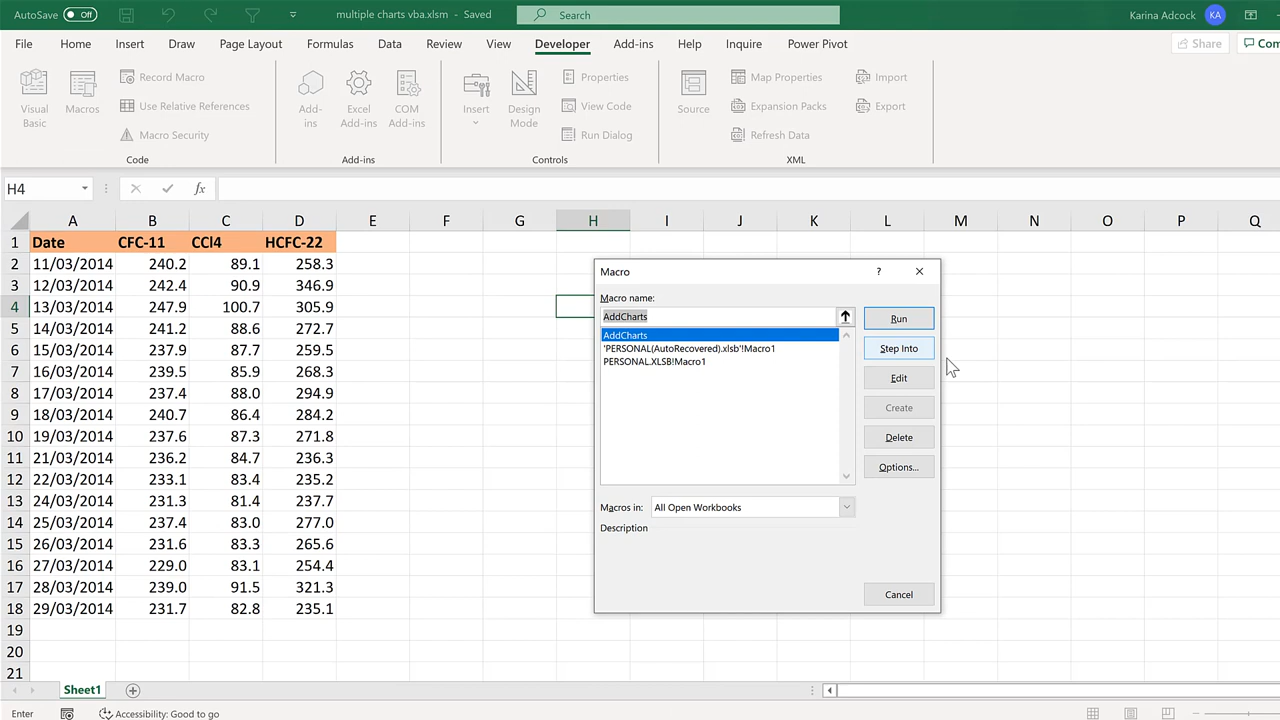 AutoSave Off multiple charts vba.xlsm - Saved Search Karina Adcock KA
File Home Insert Draw Page Layout Formulas Data Review View Developer Add-ins Help Inquire Power Pivot Share Com
Visual Basic
Macros
Record Macro
Use Relative References
Macro Security
Code
Add-ins
Excel Add-ins
COM Add-ins
Add-ins
Insert
Design Mode
Properties
View Code
Run Dialog
Controls
Source
Map Properties
Expansion Packs
Refresh Data
Import
Export
XML
H4 fx
A B C D E F G H I J K L M N O P Q
1 Date CFC-11 CCl4 HCFC-22
2 11/03/2014 240.2 89.1 258.3
3 12/03/2014 242.4 90.9 346.9
4 13/03/2014 247.9 100.7 305.9
5 14/03/2014 241.2 88.6 272.7
6 15/03/2014 237.9 87.7 259.5
7 16/03/2014 239.5 85.9 268.3
8 17/03/2014 237.4 88.0 294.9
9 18/03/2014 240.7 86.4 284.2
10 19/03/2014 237.6 87.3 271.8
11 21/03/2014 236.2 84.7 236.3
12 22/03/2014 233.1 83.4 235.2
13 24/03/2014 231.3 81.4 237.7
14 25/03/2014 237.4 83.0 277.0
15 26/03/2014 231.6 83.3 265.6
16 27/03/2014 229.0 83.1 254.4
17 28/03/2014 239.0 91.5 321.3
18 29/03/2014 231.7 82.8 235.1
19
20
21
Macro ?
Macro name:
AddCharts
AddCharts
'PERSONAL(AutoRecovered).xlsb'!Macro1
PERSONAL.XLSB!Macro1
Run
Step Into
Edit
Create
Delete
Options...
Macros in: All Open Workbooks
Description
Cancel
Sheet1
Enter Accessibility: Good to go